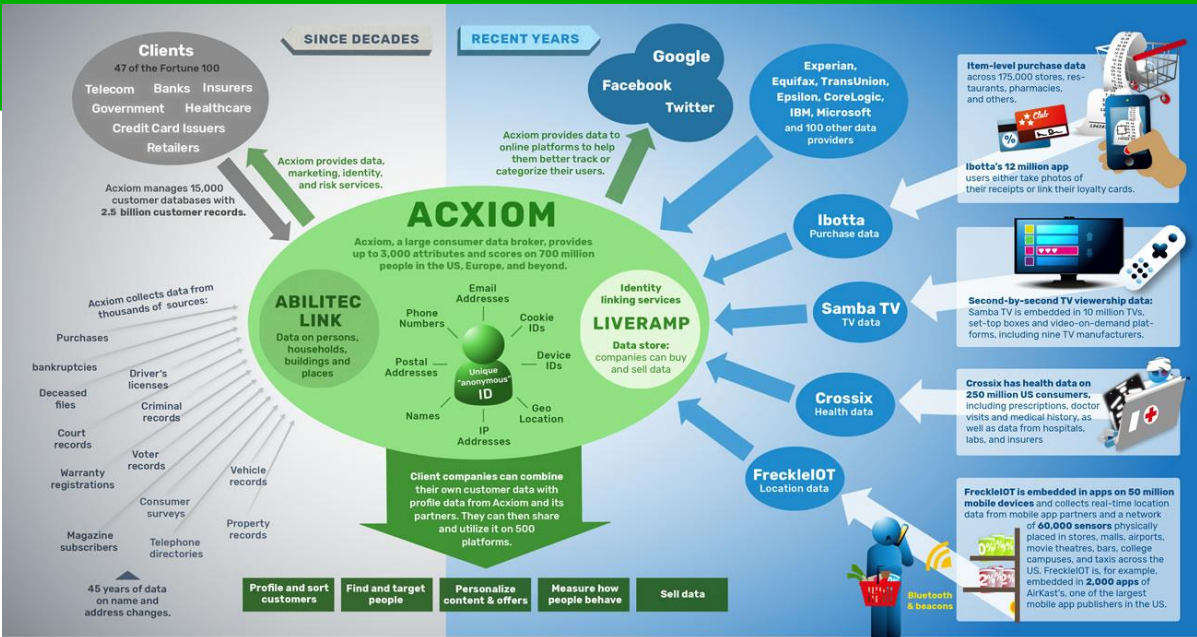 SINCE DECADES
RECENT YEARS
Clients
47 of the Fortune 100
Telecom Banks Insurers
Government Healthcare
Credit Card Issuers
Retailers
Acxiom provides data,
marketing, identity,
and risk services.
Acxiom manages 15,000
customer databases with
2.5 billion customer records.
Google
Facebook
Twitter
Acxiom provides data to
online platforms to help
them better track or
categorize their users.
Experian,
Equifax, TransUnion,
Epsilon, CoreLogic,
IBM, Microsoft
and 100 other data
providers
ACXIOM
Acxiom, a large consumer data broker, provides
up to 3,000 attributes and scores on 700 million
people in the US, Europe, and beyond.
ABILITEC
LINK
Data on persons,
households,
buildings and
places
Email
Addresses
Phone
Numbers
Cookie
IDs
Postal
Addresses
Device
IDs
Unique
"anonymous"
ID
Names
Geo
Location
IP
Addresses
Identity
linking services
LIVERAMP
Data store:
companies can buy
and sell data
Acxiom collects data from
thousands of sources:
Purchases
bankruptcies
Driver's
licenses
Deceased
files
Criminal
records
Court
records
Voter
records
Warranty
registrations
Vehicle
records
Consumer
surveys
Property
records
Magazine
subscribers
Telephone
directories
45 years of data
on name and
address changes.
Client companies can combine
their own customer data with
profile data from Acxiom and its
partners. They can then share
and utilize it on 500
platforms.
Profile and sort
customers
Find and target
people
Personalize
content & offers
Measure how
people behave
Sell data
Ibotta
Purchase data
Samba TV
TV data
Crossix
Health data
FreckleIOT
Location data
Item-level purchase data
across 175,000 stores, res-
taurants, pharmacies,
and others.
Club
%
Ibotta's 12 million app
users either take photos of
their receipts or link their loyalty cards.
Second-by-second TV viewership data:
Samba TV is embedded in 10 million TVs,
set-top boxes and video-on-demand plat-
forms, including nine TV manufacturers.
Crossix has health data on
250 million US consumers,
including prescriptions, doctor
visits and medical history, as
well as data from hospitals,
labs, and insurers
FreckleIOT is embedded in apps on 50 million
mobile devices and collects real-time location
data from mobile app partners and a network
of 60,000 sensors physically
placed in stores, malls, airports,
movie theatres, bars, college
campuses, and taxis across the
US. FreckleIOT is, for example,
embedded in 2,000 apps of
AirKast's, one of the largest
mobile app publishers in the US.
Bluetooth
& beacons